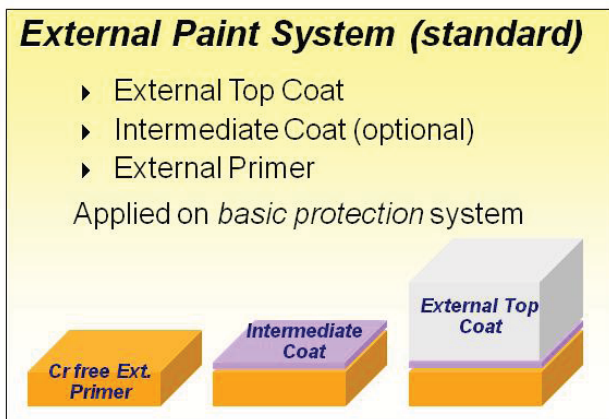 External Paint System (standard)
External Top Coat
Intermediate Coat (optional)
External Primer
Applied on basic protection system
Cr free Ext.
Primer
Intermediate
Coat
External Top
Coat